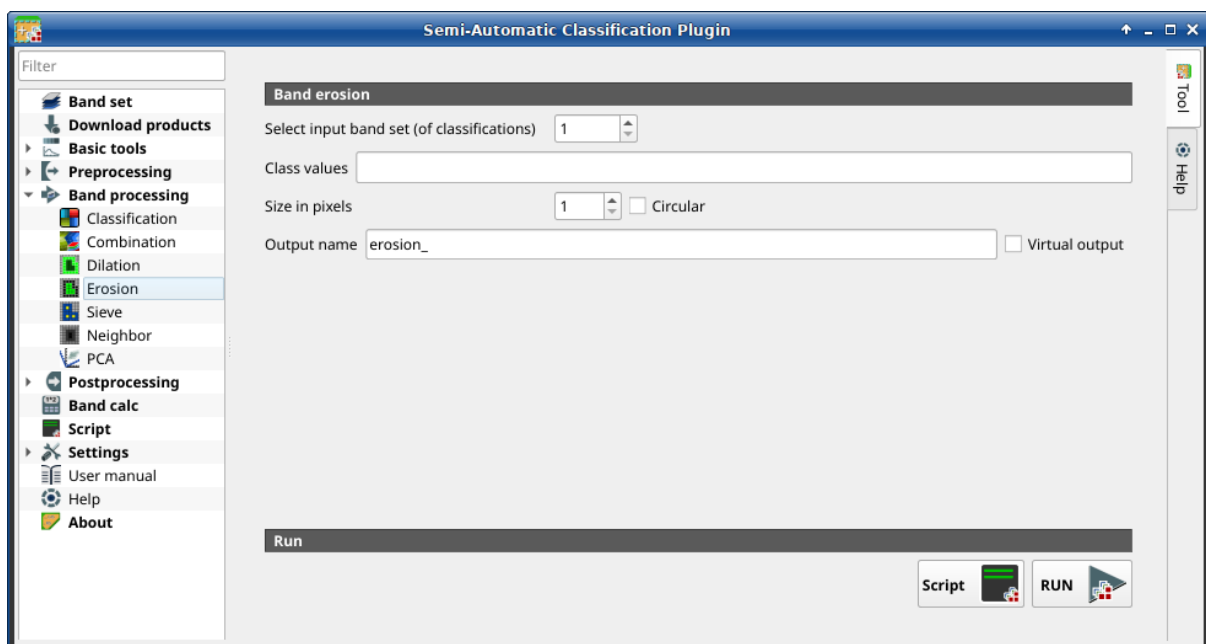 Semi-Automatic Classification Plugin
Filter
Band set
Download products
Basic tools
Preprocessing
Band processing
Classification
Combination
Dilation
Erosion
Sieve
Neighbor
PCA
Postprocessing
Band calc
Script
Settings
User manual
Help
About
Band erosion
Select input band set (of classifications) 1
Class values
Size in pixels 1 Circular
Output name erosion_ Virtual output
Run
Script RUN
Tool
Help